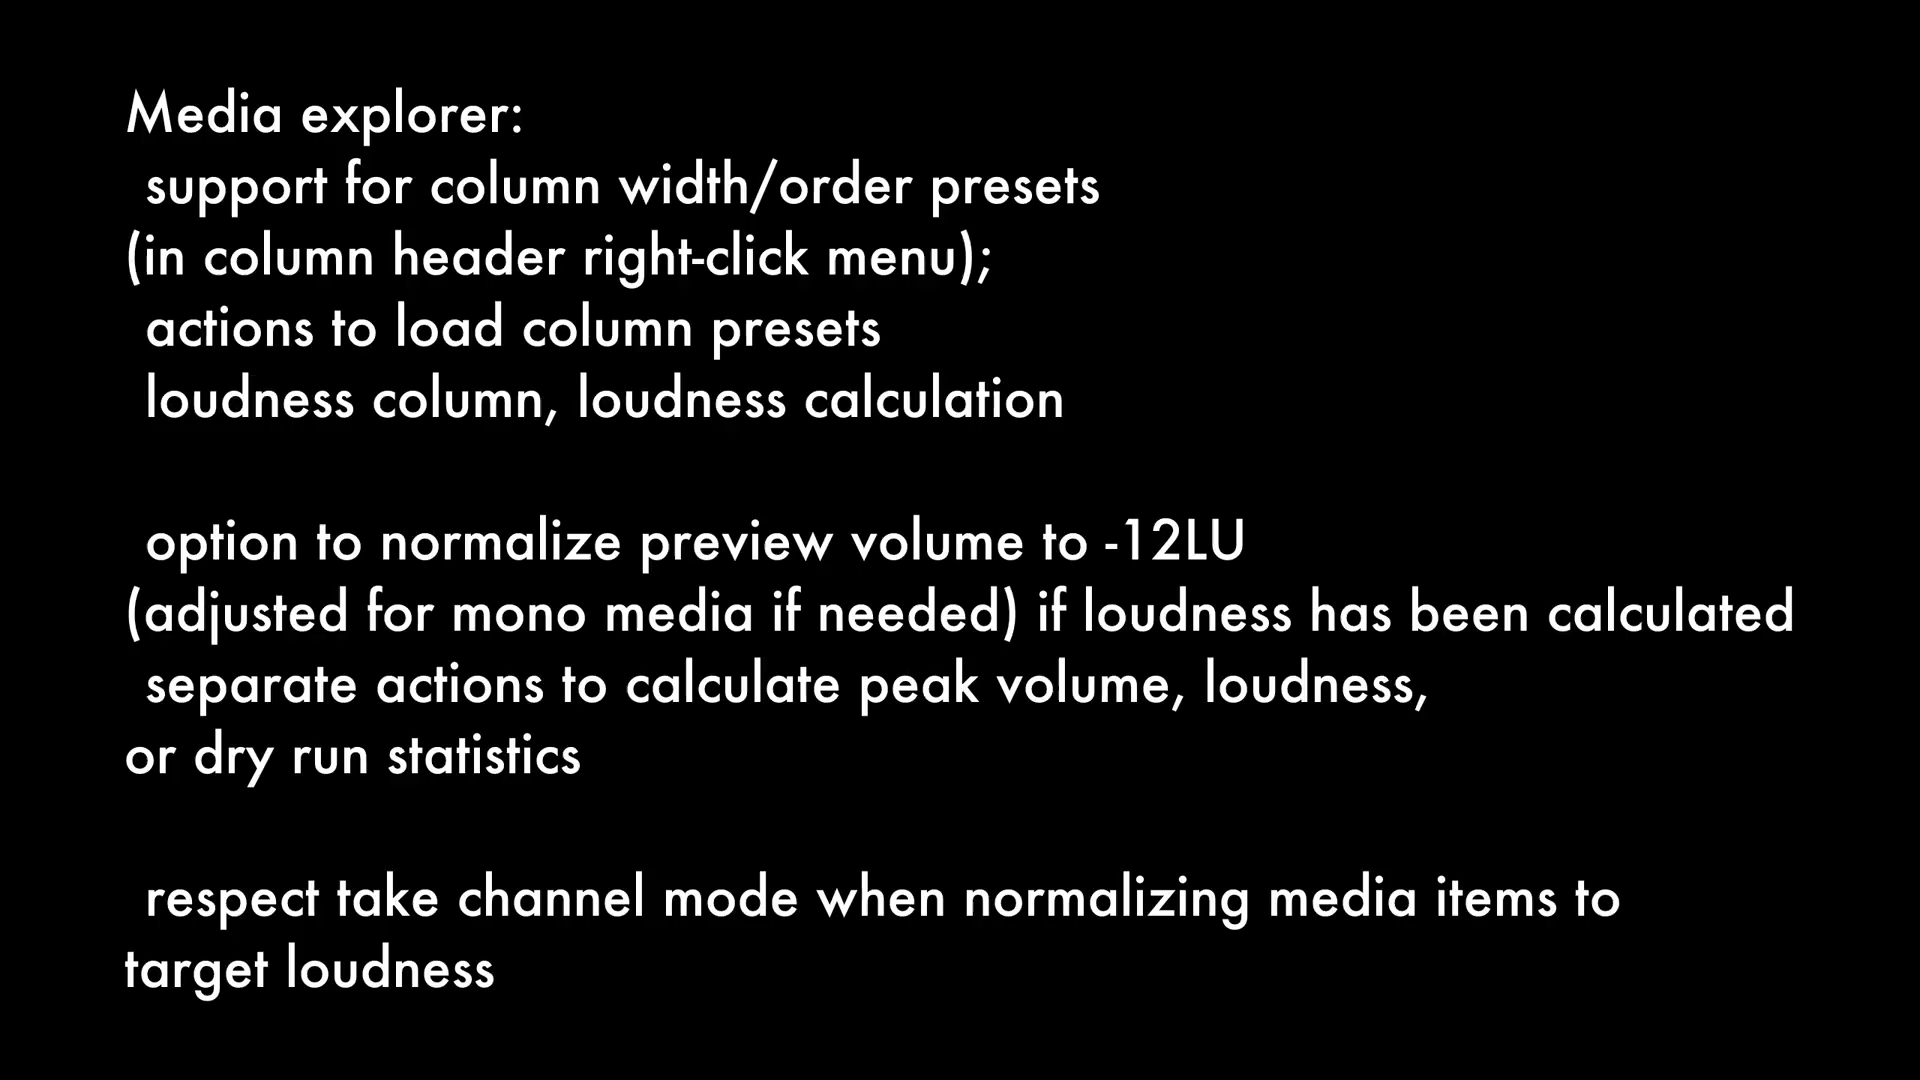 Media explorer:
support for column width/order presets
(in column header right-click menu);
actions to load column presets
loudness column, loudness calculation
option to normalize preview volume to -12LU
(adjusted for mono media if needed) if loudness has been calculated
separate actions to calculate peak volume, loudness,
or dry run statistics
respect take channel mode when normalizing media items to
target loudness